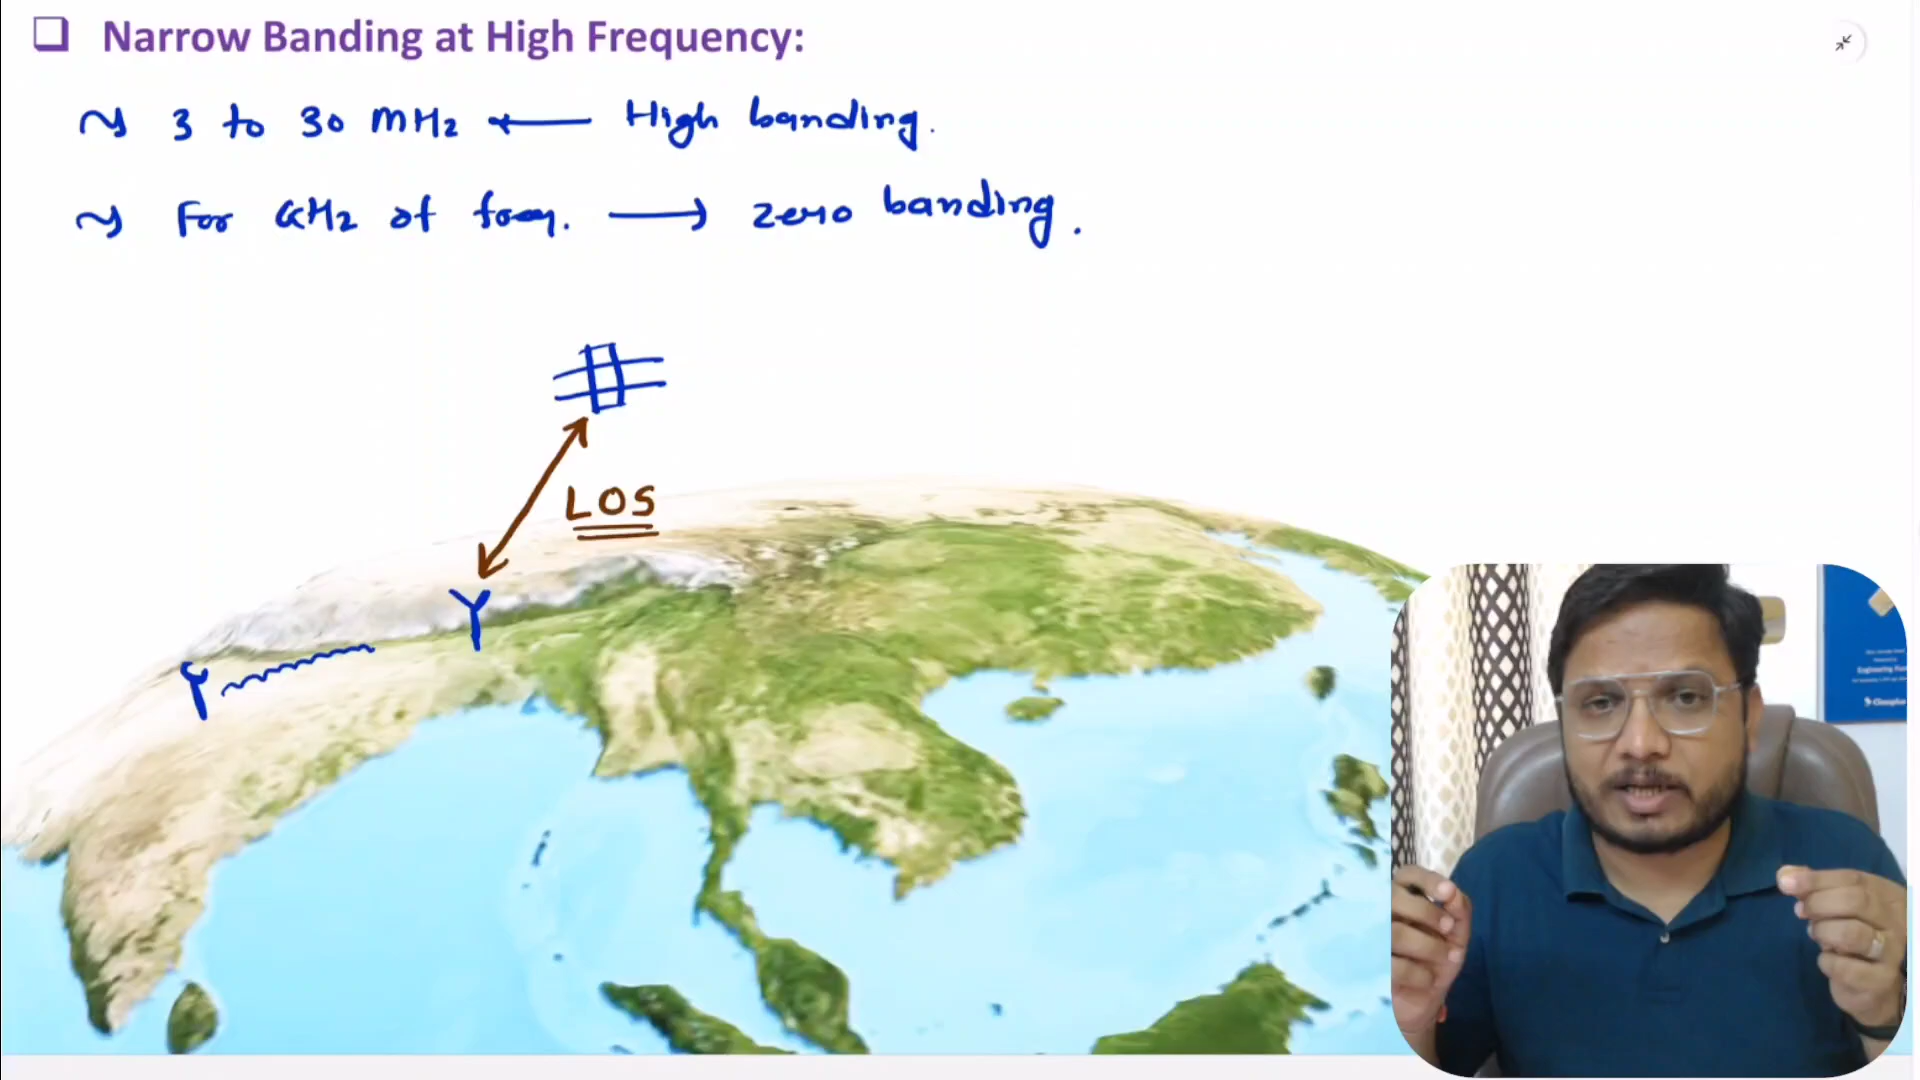 Narrow Banding at High Frequency:
~ 3 to 30 MHz ← High banding.
~ For GHz of freq. → zero banding.
LOS